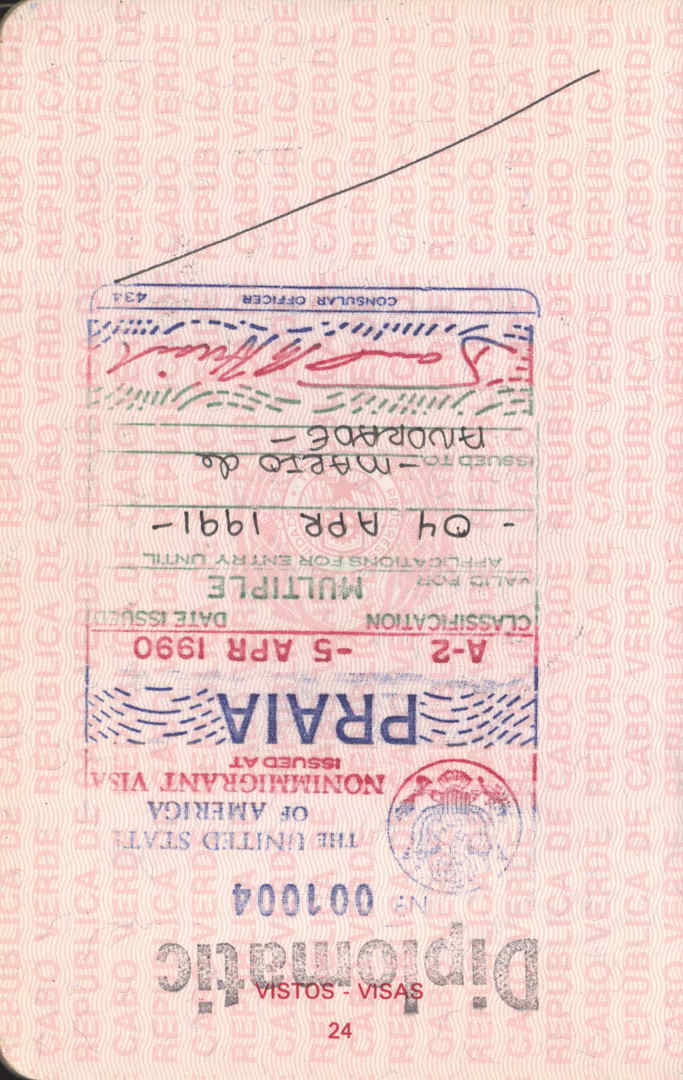 Diplomatic
Nº 001004
THE UNITED STATES
OF AMERICA
NONIMMIGRANT VISA
ISSUED AT
PRAIA
A-2 -5 APR 1990
CLASSIFICATION DATE ISSUED
VALID FOR MULTIPLE
APPLICATIONS FOR ENTRY UNTIL
- 04 APR 1991-
ISSUED TO - MARIO de
ANDRADE -
CONSULAR OFFICER 434
VISTOS - VISAS
24
REPUBLICA DE
CABO VERDE